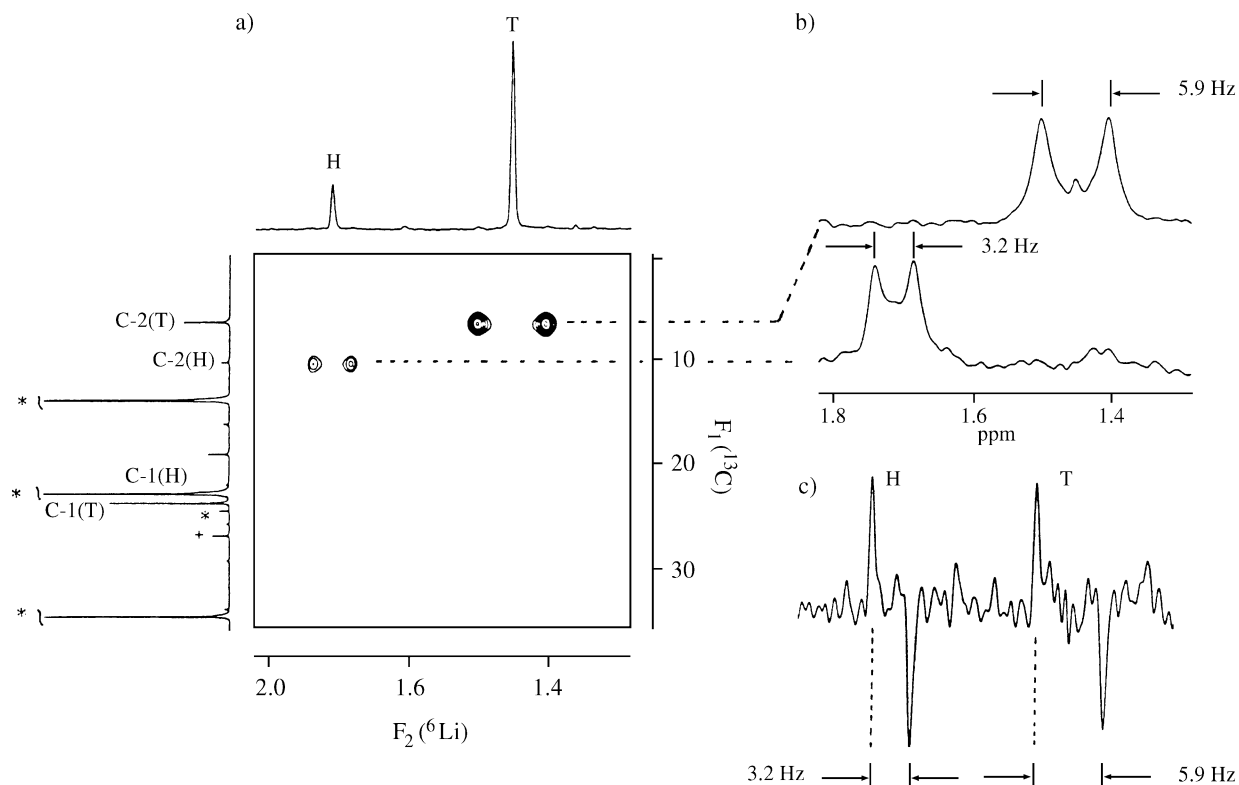 a)
T
H
C-2(T)
C-2(H)
*
C-1(H)
*
C-1(T)
*
+
*
10
20
30
F1 (13C)
2.0 1.6 1.4
F2 (6Li)
b)
5.9 Hz
3.2 Hz
1.8 1.6 1.4
ppm
c)
H T
3.2 Hz 5.9 Hz